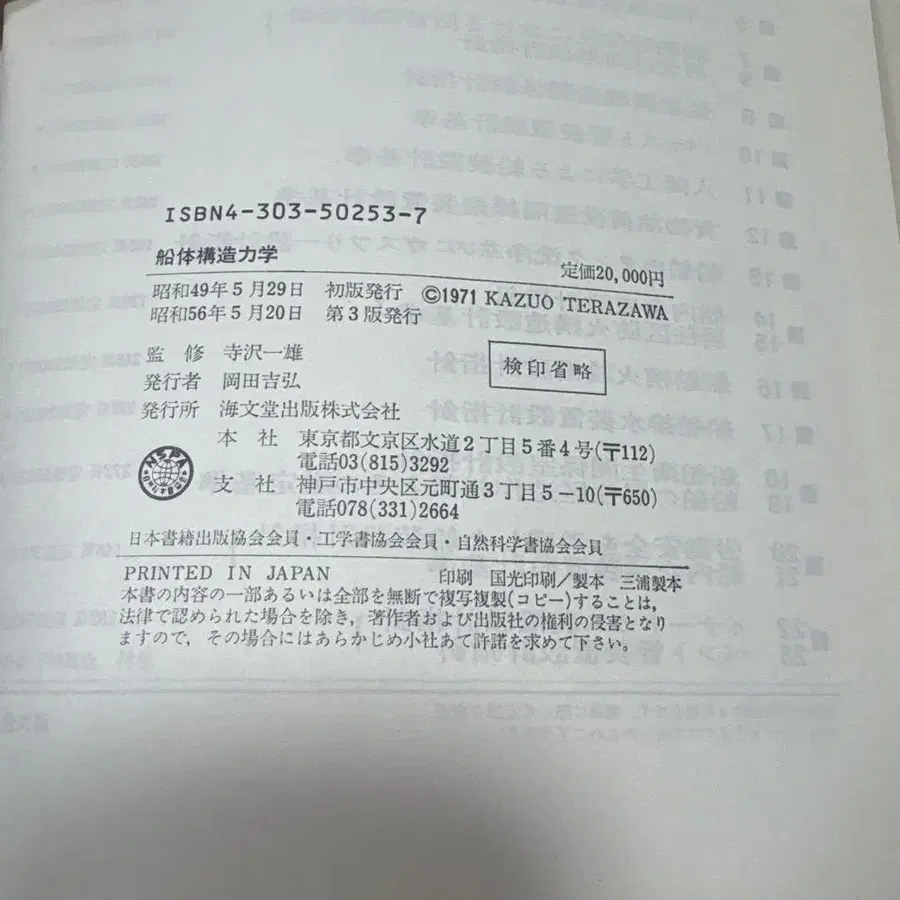 ISBN4-303-50253-7
船体構造力学
定価20,000円
昭和49年5月29日 初版発行 ©1971 KAZUO TERAZAWA
昭和56年5月20日 第3版発行
監修 寺沢一雄
検印省略
発行者 岡田吉弘
発行所 海文堂出版株式会社
本社 東京都文京区水道2丁目5番4号(〒112)
電話03(815)3292
NSPA
支社 神戸市中央区元町通3丁目5-10(〒650)
電話078(331)2664
日本書籍出版協会会員・工学書協会会員・自然科学書協会会員
PRINTED IN JAPAN 印刷 国光印刷/製本 三浦製本
本書の内容の一部あるいは全部を無断で複写複製(コピー)することは,
法律で認められた場合を除き,著作者および出版社の権利の侵害となり
ますので,その場合にはあらかじめ小社あて許諾を求めて下さい。